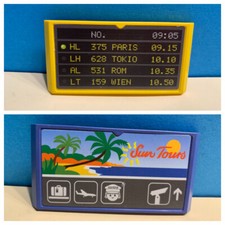 NO. 09:05
HL 375 PARIS 09.15
LH 628 TOKIO 10.10
AL 531 ROM 10.35
LT 159 WIEN 10.50
Sun Tours